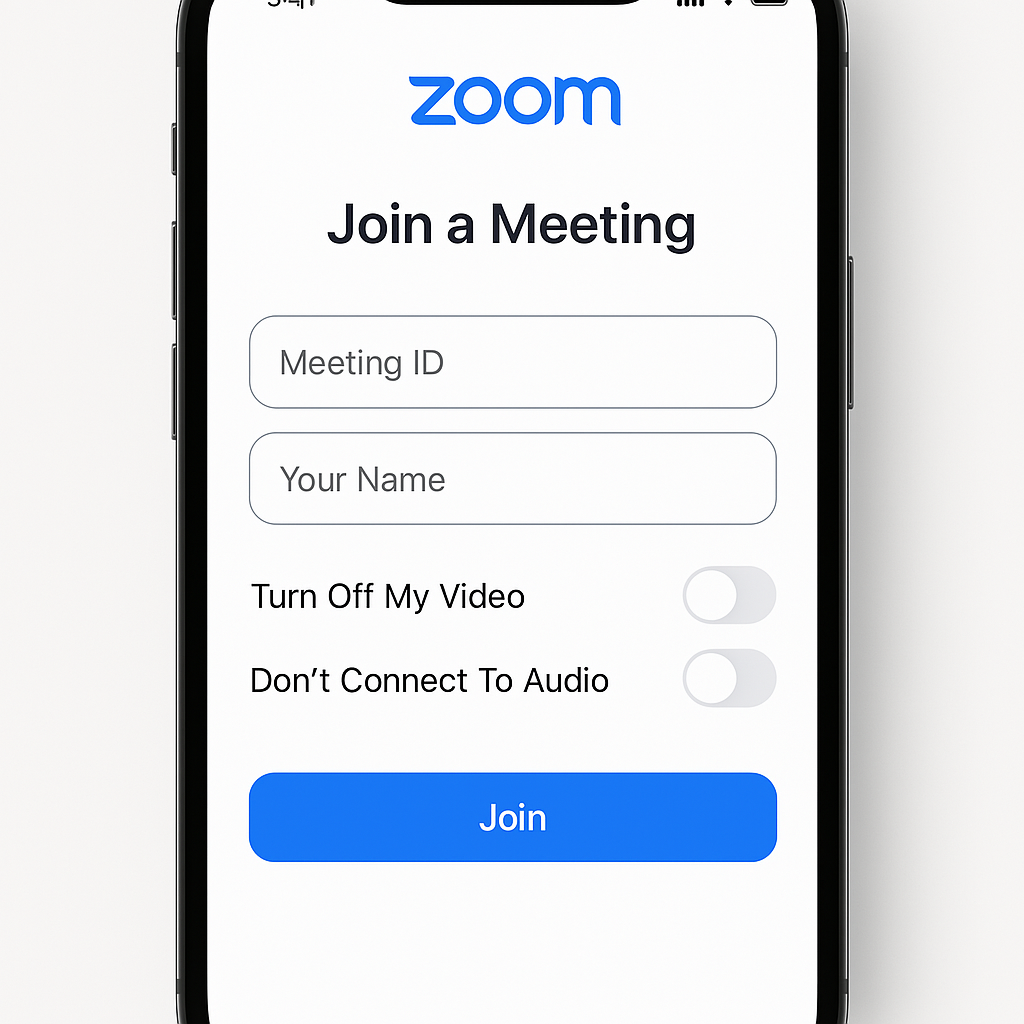 zoom
Join a Meeting
Meeting ID
Your Name
Turn Off My Video
Don’t Connect To Audio
Join